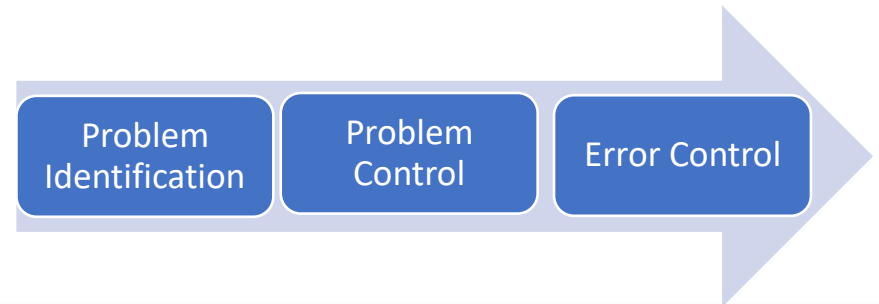 Problem
Identification
Problem
Control
Error Control